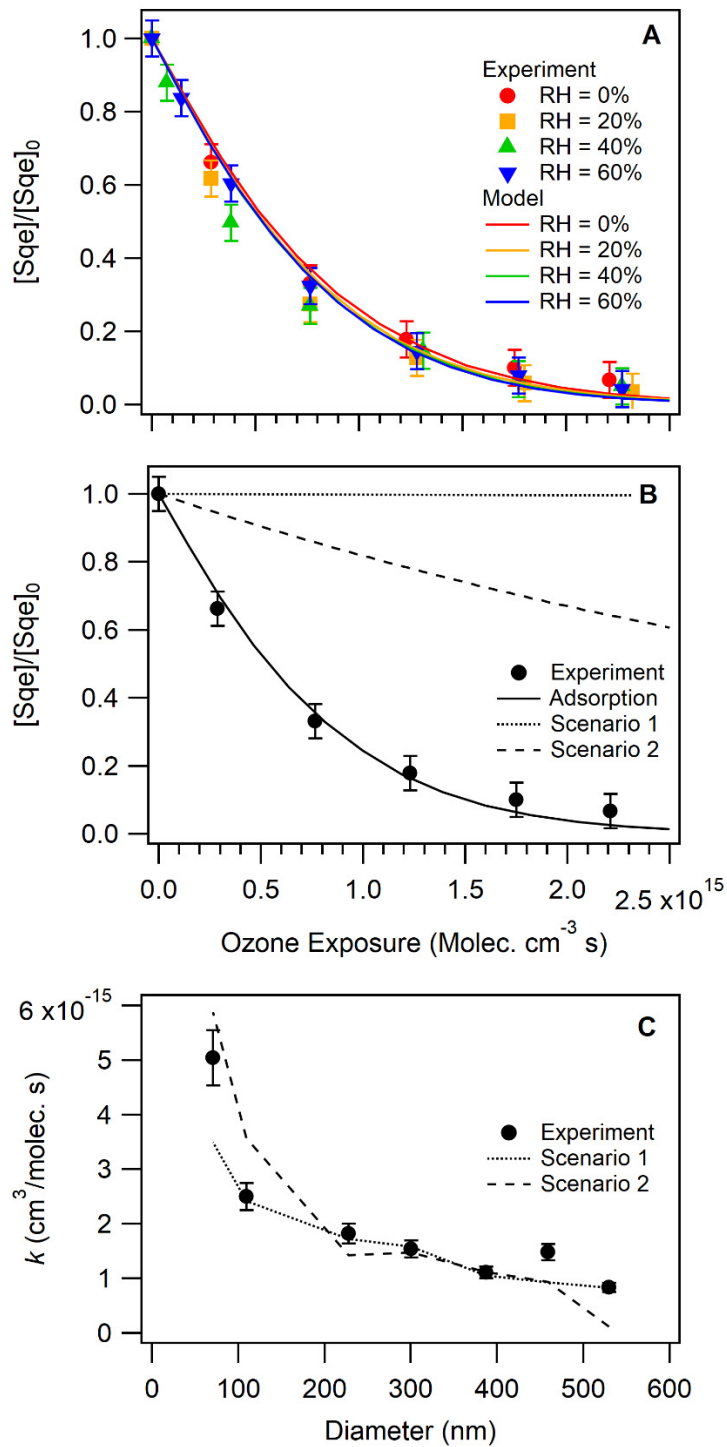 A
1.0
0.8
0.6
0.4
0.2
0.0
[Sqe]/[Sqe]0
Experiment
RH = 0%
RH = 20%
RH = 40%
RH = 60%
Model
RH = 0%
RH = 20%
RH = 40%
RH = 60%
B
1.0
0.8
0.6
0.4
0.2
0.0
[Sqe]/[Sqe]0
Experiment
Adsorption
Scenario 1
Scenario 2
0.0 0.5 1.0 1.5 2.0 2.5 x10^15
Ozone Exposure (Molec. cm^-3 s)
C
6 x10^-15
5
4
3
2
1
0
k (cm^3/molec. s)
Experiment
Scenario 1
Scenario 2
0 100 200 300 400 500 600
Diameter (nm)